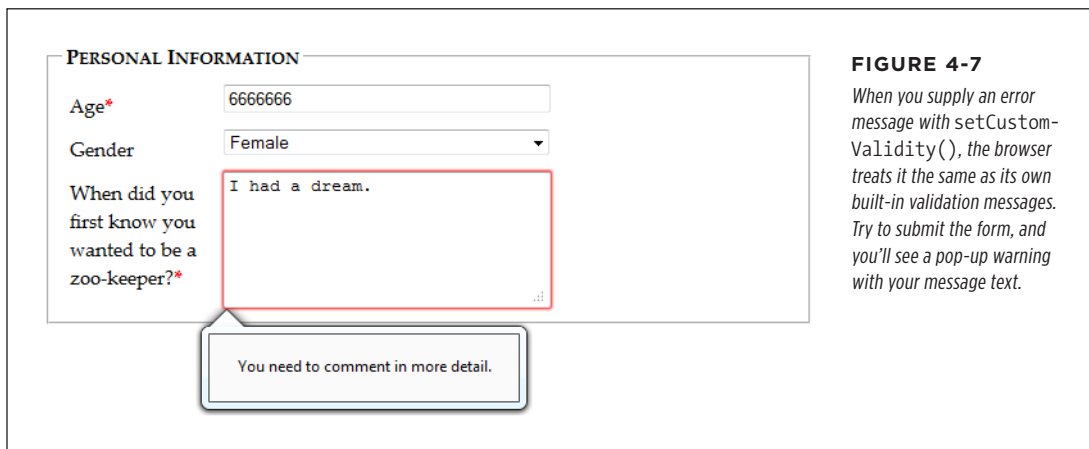 PERSONAL INFORMATION
Age*
6666666
Gender
Female
When did you
first know you
wanted to be a
zoo-keeper?*
I had a dream.
You need to comment in more detail.
FIGURE 4-7
When you supply an error
message with setCustom-
Validity(), the browser
treats it the same as its own
built-in validation messages.
Try to submit the form, and
you'll see a pop-up warning
with your message text.